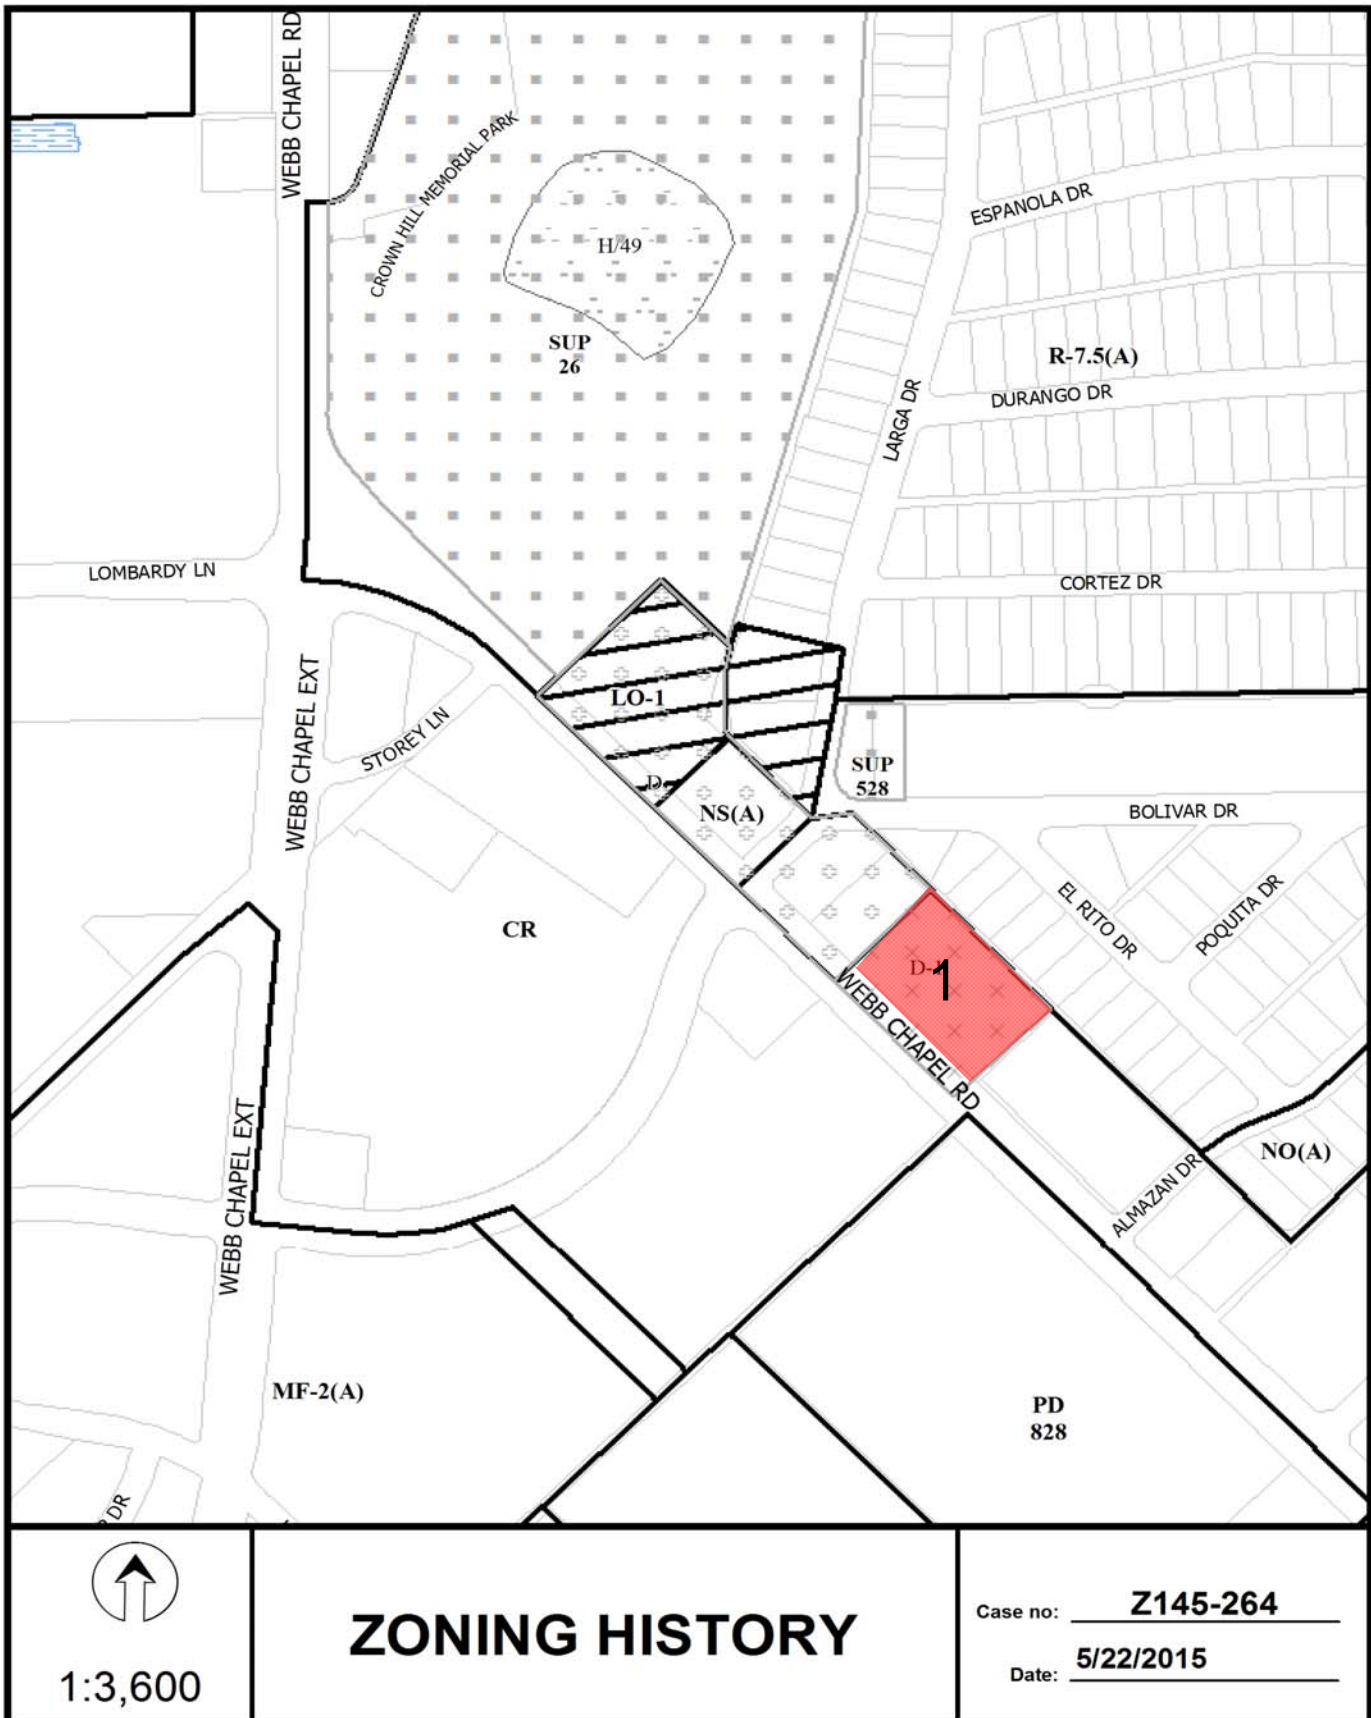 WEBB CHAPEL RD
CROWN HILL MEMORIAL PARK
H/49
SUP
26
ESPANOLA DR
R-7.5(A)
DURANGO DR
LARGA DR
LOMBARDY LN
CORTEZ DR
WEBB CHAPEL EXT
STOREY LN
LO-1
D
NS(A)
SUP
528
BOLIVAR DR
EL RITO DR
POQUITA DR
CR
1
WEBB CHAPEL RD
WEBB CHAPEL EXT
ALMAZAN DR
NO(A)
MF-2(A)
PD
828
DR
1:3,600
ZONING HISTORY
Case no: Z145-264
Date: 5/22/2015